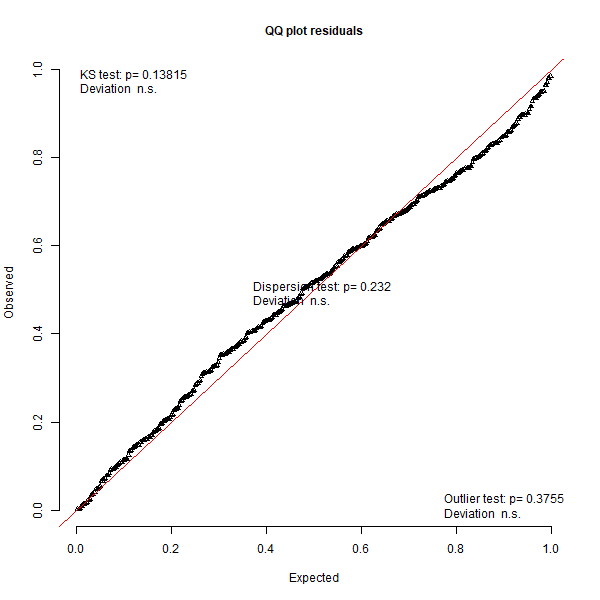 QQ plot residuals
KS test: p= 0.13815
Deviation n.s.
Dispersion test: p= 0.232
Deviation n.s.
Outlier test: p= 0.3755
Deviation n.s.
Observed
0.0 0.2 0.4 0.6 0.8 1.0
0.0 0.2 0.4 0.6 0.8 1.0
Expected